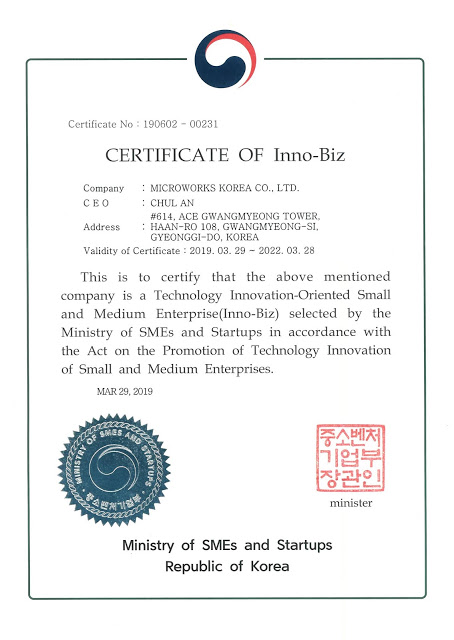 Certificate No : 190602 - 00231
CERTIFICATE OF Inno-Biz
Company : MICROWORKS KOREA CO., LTD.
C E O : CHUL AN
#614, ACE GWANGMYEONG TOWER,
Address : HAAN-RO 108, GWANGMYEONG-SI,
GYEONGGI-DO, KOREA
Validity of Certificate : 2019. 03. 29 - 2022. 03. 28
This is to certify that the above mentioned
company is a Technology Innovation-Oriented Small
and Medium Enterprise(Inno-Biz) selected by the
Ministry of SMEs and Startups in accordance with
the Act on the Promotion of Technology Innovation
of Small and Medium Enterprises.
MAR 29, 2019
MINISTRY OF SMES AND STARTUPS
중소벤처기업부
중소벤처
기업부
장관인
minister
Ministry of SMEs and Startups
Republic of Korea